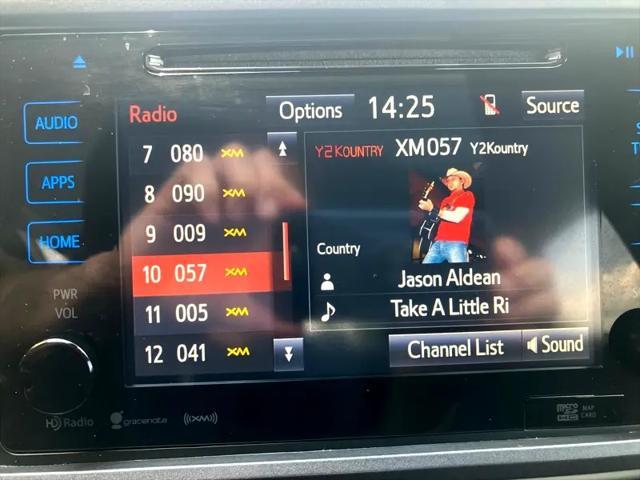 AUDIO
APPS
HOME
PWR
VOL
Radio
Options
14:25
Source
7 080 XM
8 090 XM
9 009 XM
10 057 XM
11 005 XM
12 041 XM
Y2KOUNTRY XM057 Y2Kountry
Country
Jason Aldean
Take A Little Ri
Channel List
Sound
HD Radio
gracenote
((XM))
micro
MAP
CARD